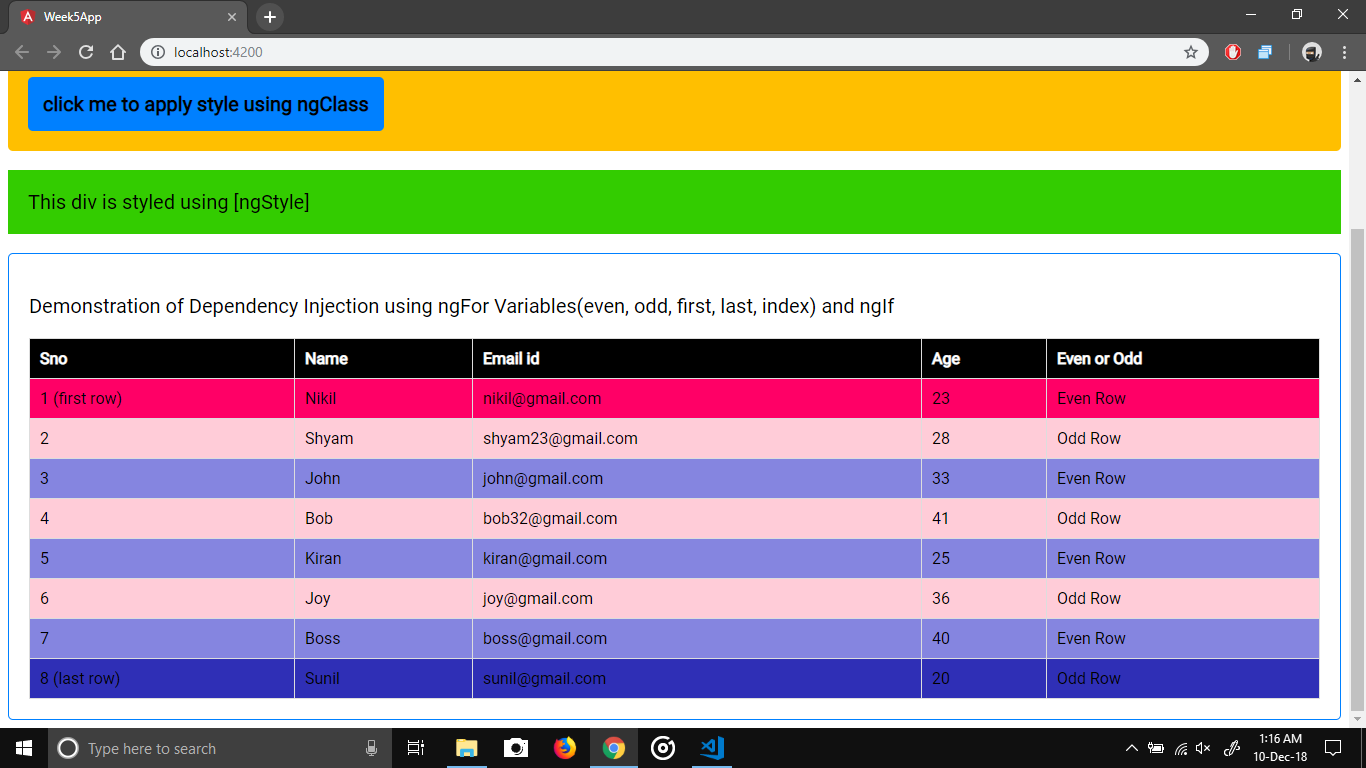 Week5App
localhost:4200
click me to apply style using ngClass
This div is styled using [ngStyle]
Demonstration of Dependency Injection using ngFor Variables(even, odd, first, last, index) and ngIf
Sno Name Email id Age Even or Odd
1 (first row) Nikil nikil@gmail.com 23 Even Row
2 Shyam shyam23@gmail.com 28 Odd Row
3 John john@gmail.com 33 Even Row
4 Bob bob32@gmail.com 41 Odd Row
5 Kiran kiran@gmail.com 25 Even Row
6 Joy joy@gmail.com 36 Odd Row
7 Boss boss@gmail.com 40 Even Row
8 (last row) Sunil sunil@gmail.com 20 Odd Row
Type here to search
1:16 AM
10-Dec-18